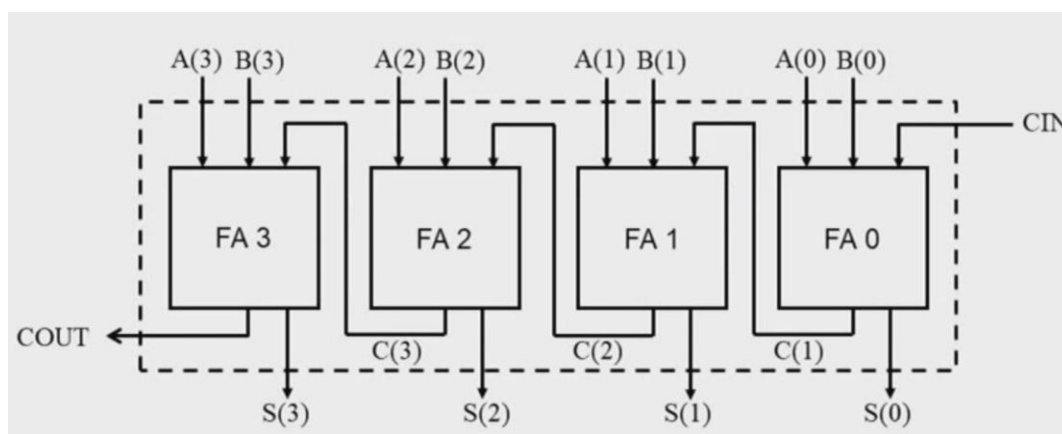 A(3) B(3) A(2) B(2) A(1) B(1) A(0) B(0)
CIN
FA 3 FA 2 FA 1 FA 0
COUT
C(3) C(2) C(1)
S(3) S(2) S(1) S(0)